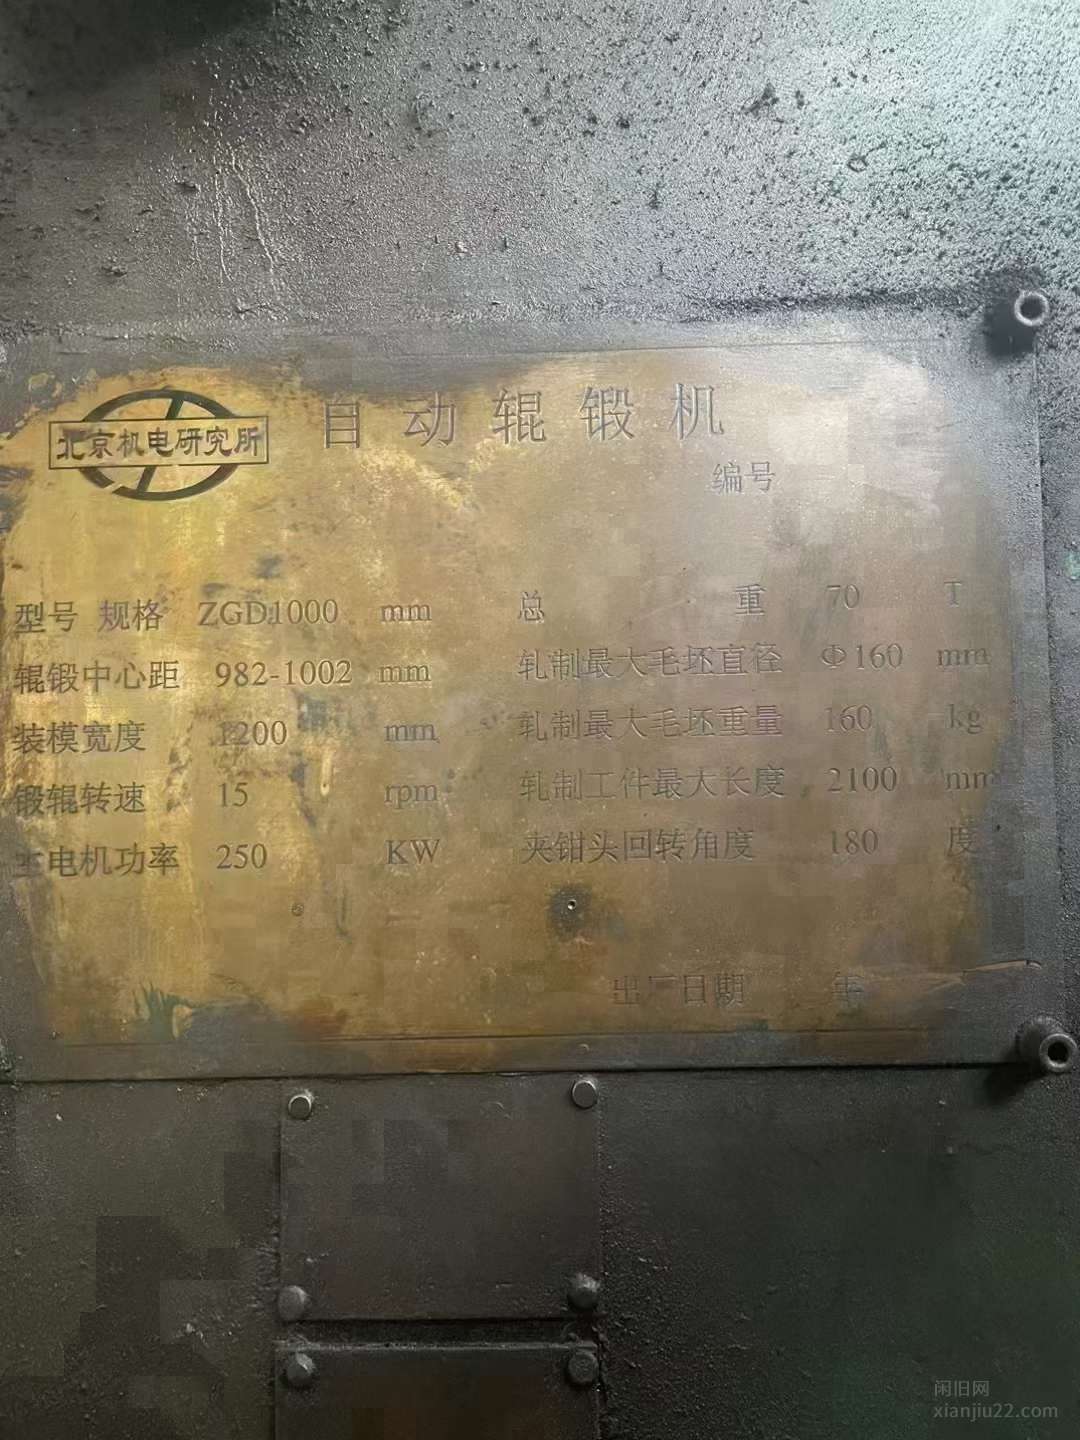 北京机电研究所
自动辊锻机
编号
型号 规格 ZGD1000 mm 总 重 70 T
辊锻中心距 982-1002 mm 轧制最大毛坯直径 Φ160 mm
装模宽度 1200 mm 轧制最大毛坯重量 160 kg
锻辊转速 15 rpm 轧制工件最大长度 2100 mm
主电机功率 250 KW 夹钳头回转角度 180 度
出厂日期 年
闲旧网
xianjiu22.com